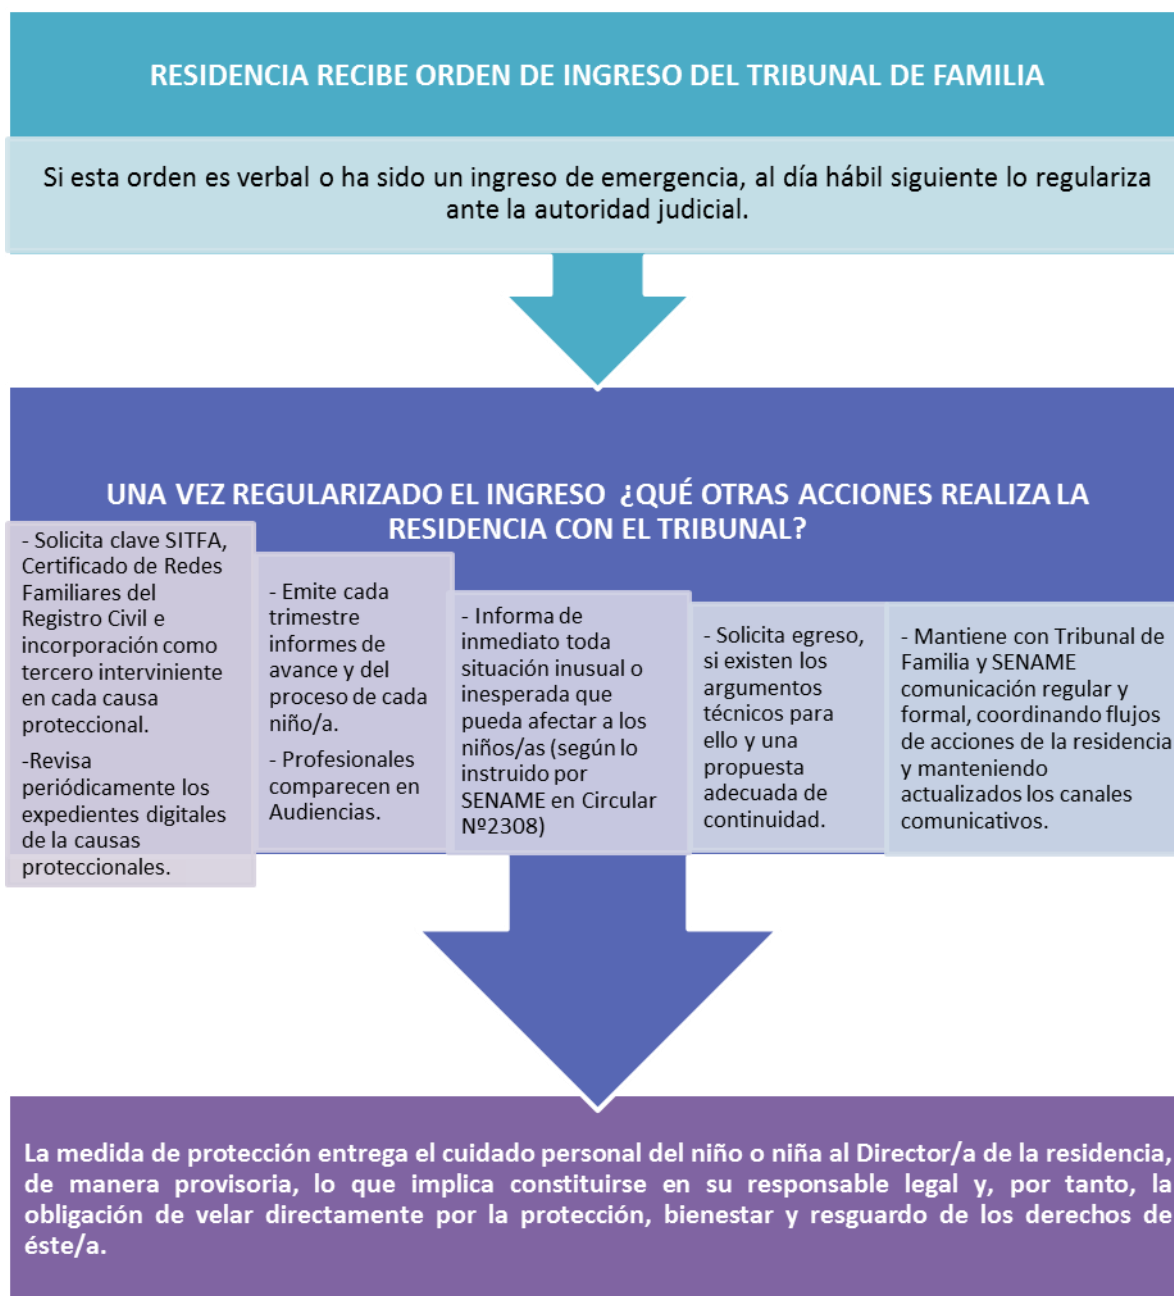 RESIDENCIA RECIBE ORDEN DE INGRESO DEL TRIBUNAL DE FAMILIA
Si esta orden es verbal o ha sido un ingreso de emergencia, al día hábil siguiente lo regulariza
ante la autoridad judicial.
UNA VEZ REGULARIZADO EL INGRESO ¿QUÉ OTRAS ACCIONES REALIZA LA
RESIDENCIA CON EL TRIBUNAL?
- Solicita clave SITFA,
Certificado de Redes
Familiares del
Registro Civil e
incorporación como
tercero interviniente
en cada causa
proteccional.
-Revisa
periódicamente los
expedientes digitales
de la causas
proteccionales.
- Emite cada
trimestre
informes de
avance y del
proceso de cada
niño/a.
- Profesionales
comparecen en
Audiencias.
- Informa de
inmediato toda
situación inusual o
inesperada que
pueda afectar a los
niños/as (según lo
instruido por
SENAME en Circular
Nº2308)
- Solicita egreso,
si existen los
argumentos
técnicos para
ello y una
propuesta
adecuada de
continuidad.
- Mantiene con Tribunal de
Familia y SENAME
comunicación regular y
formal, coordinando flujos
de acciones de la residencia
y manteniendo
actualizados los canales
comunicativos.
La medida de protección entrega el cuidado personal del niño o niña al Director/a de la residencia,
de manera provisoria, lo que implica constituirse en su responsable legal y, por tanto, la
obligación de velar directamente por la protección, bienestar y resguardo de los derechos de
éste/a.